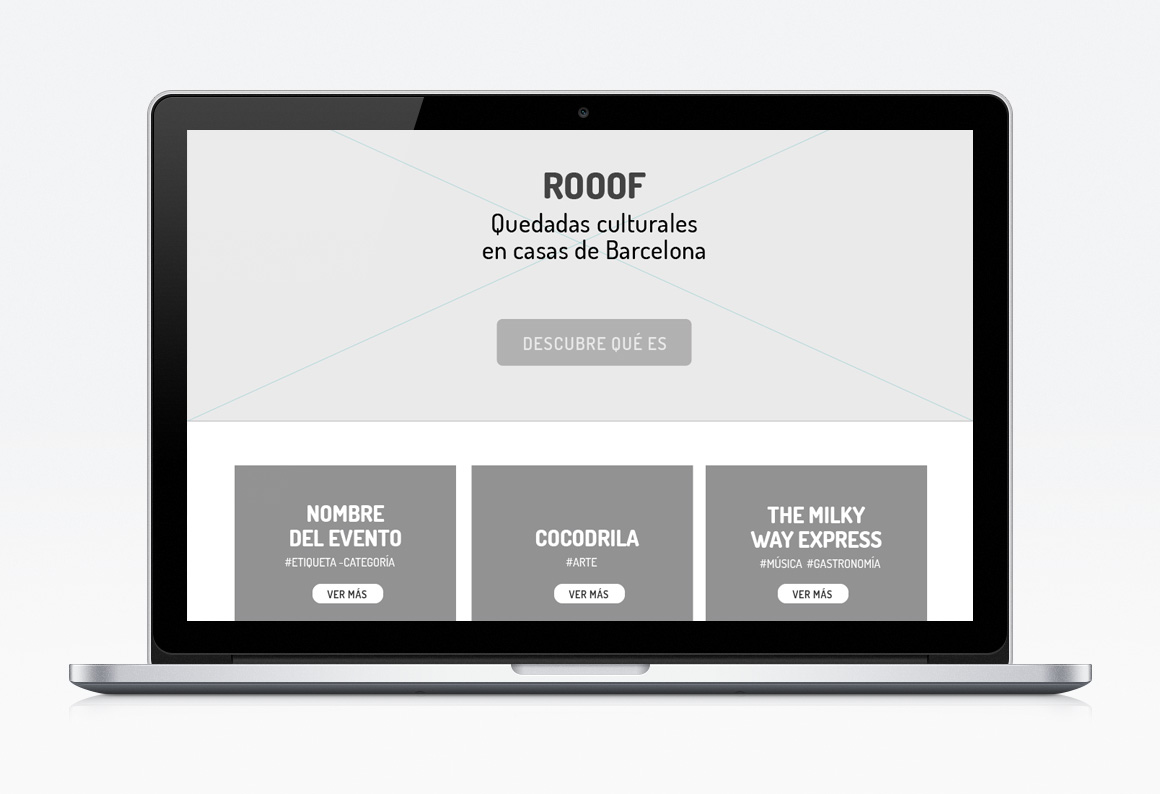 ROOOF
Quedadas culturales
en casas de Barcelona
DESCUBRE QUÉ ES
NOMBRE
DEL EVENTO
#ETIQUETA -CATEGORÍA
VER MÁS
COCODRILA
#ARTE
VER MÁS
THE MILKY
WAY EXPRESS
#MÚSICA #GASTRONOMÍA
VER MÁS